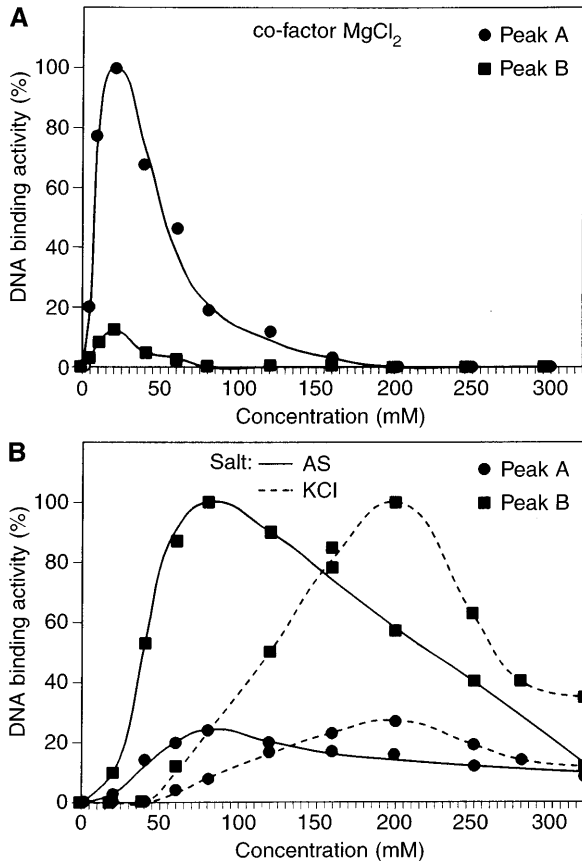 A
co-factor MgCl2
Peak A
Peak B
DNA binding activity (%)
100
80
60
40
20
0
0 50 100 150 200 250 300
Concentration (mM)
B
Salt: AS
KCl
Peak A
Peak B
DNA binding activity (%)
100
80
60
40
20
0
0 50 100 150 200 250 300
Concentration (mM)